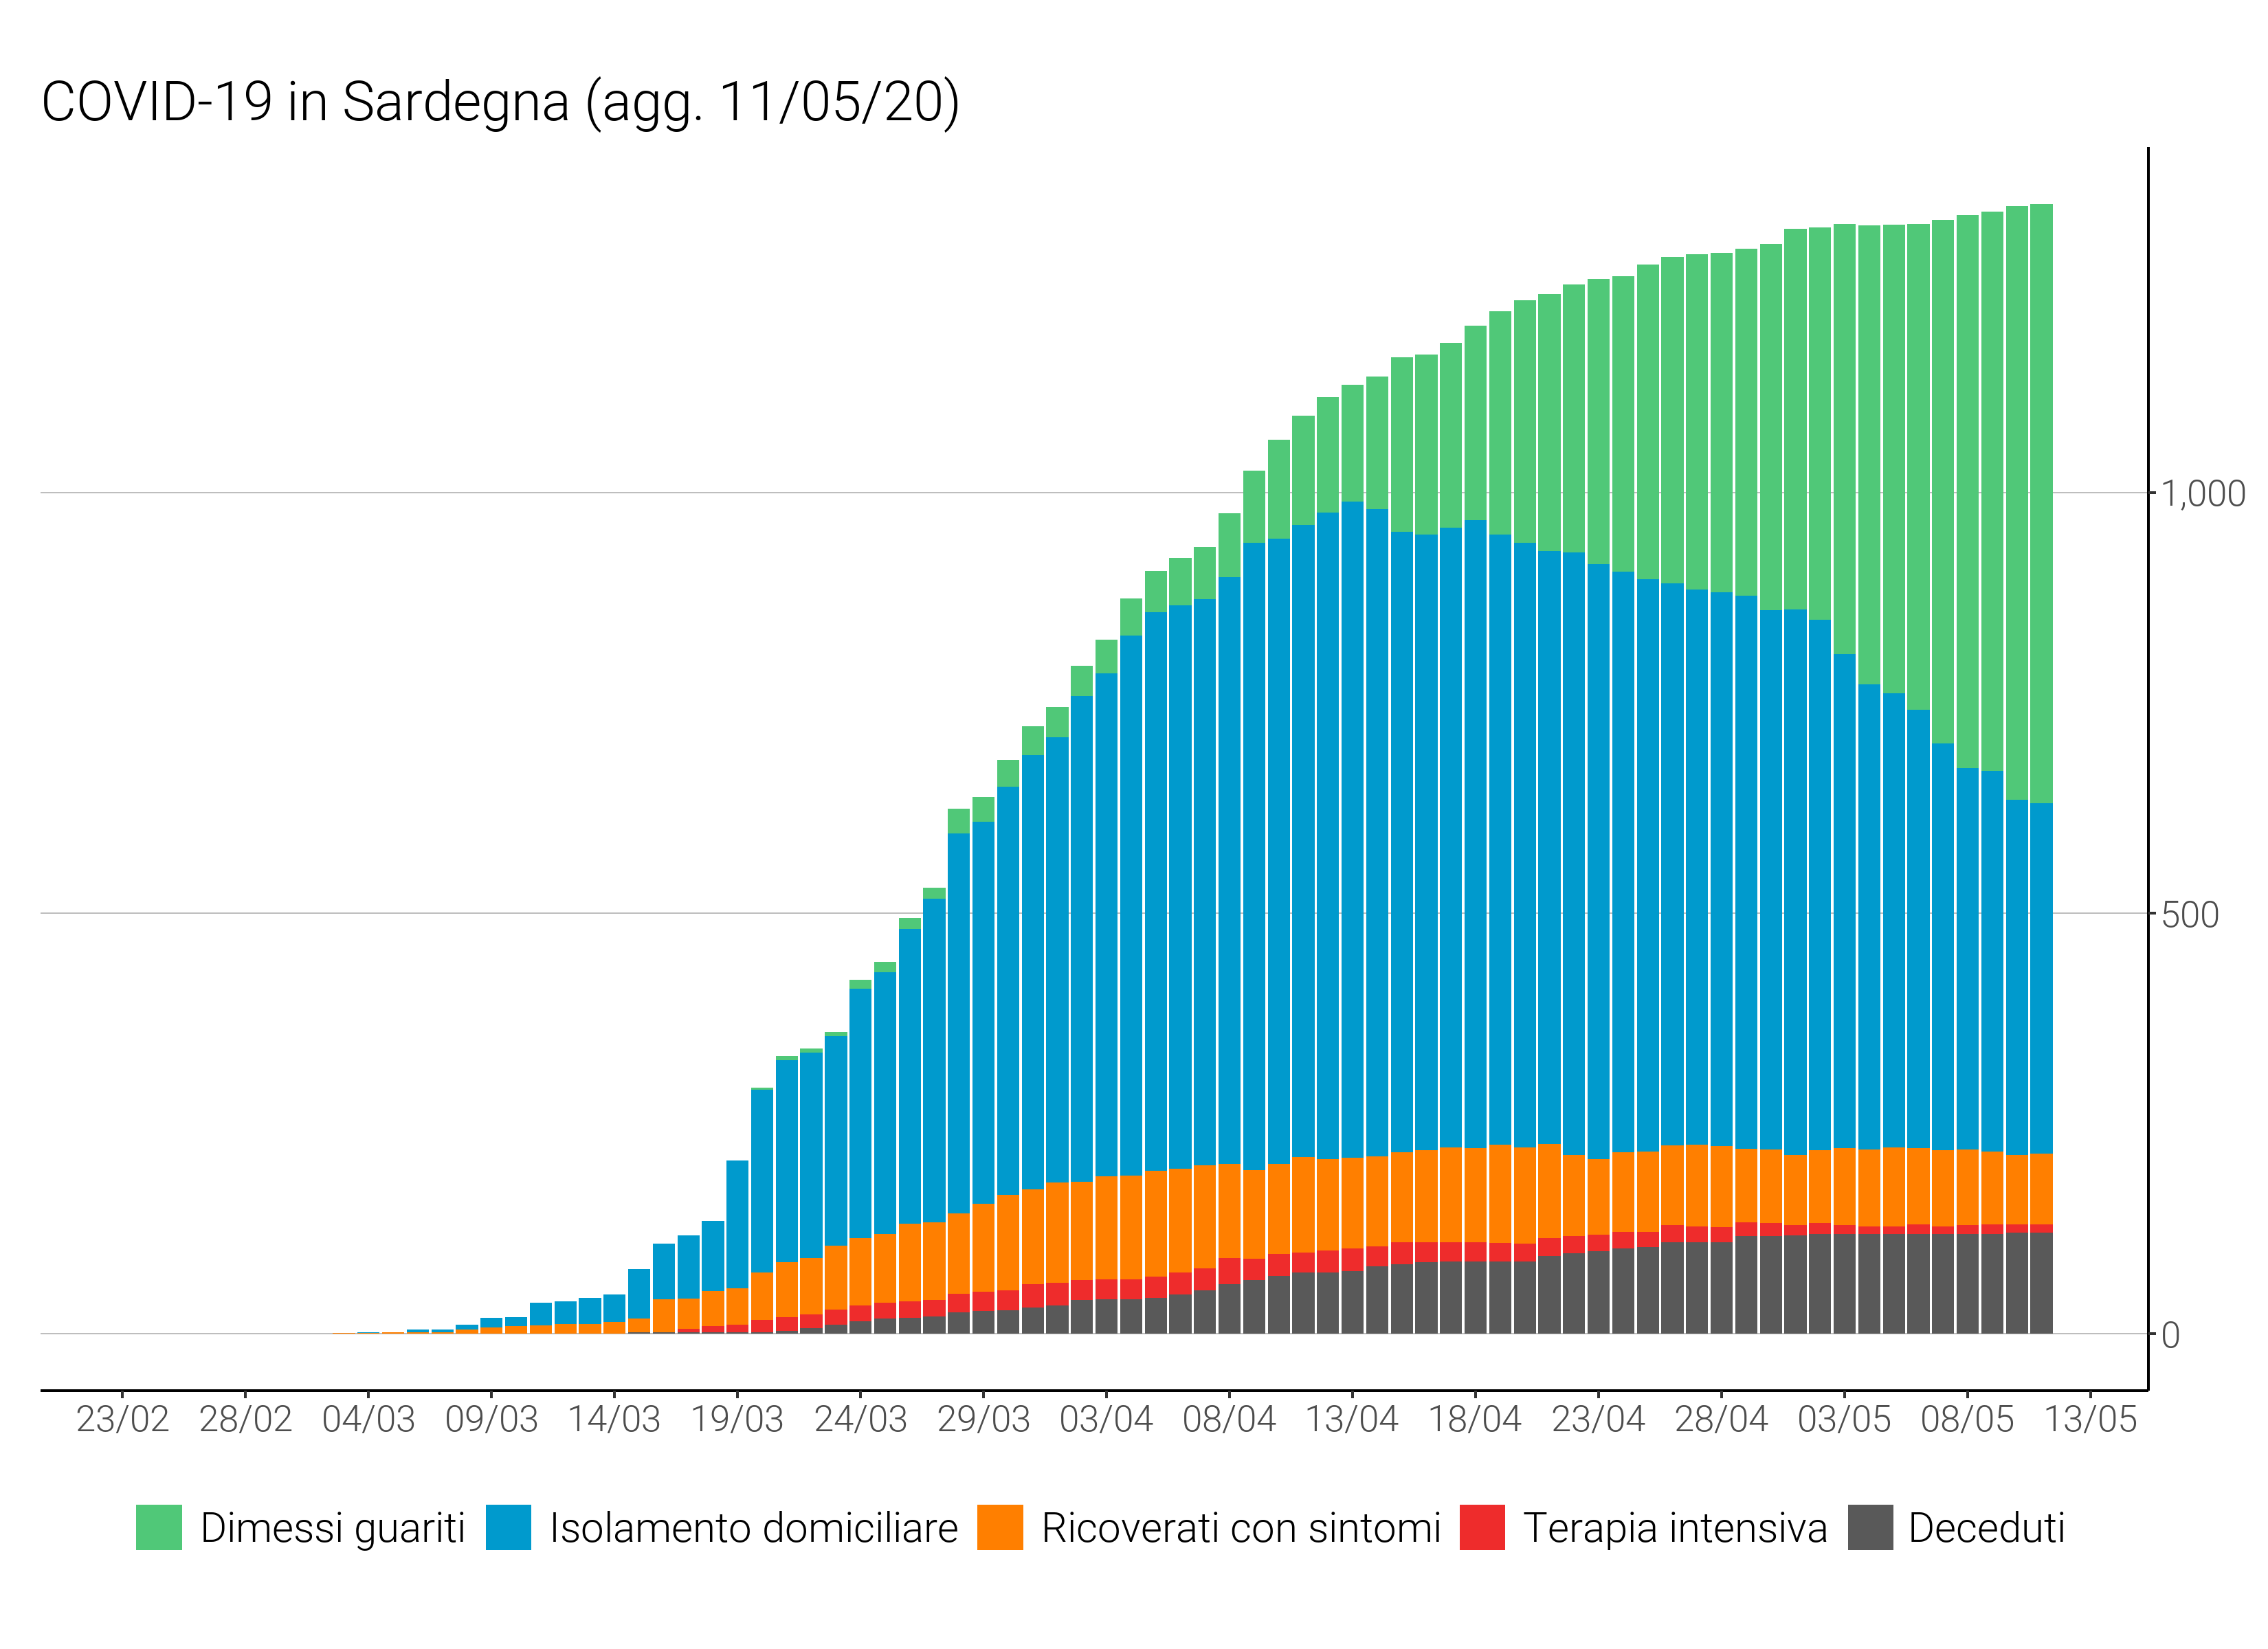 COVID-19 in Sardegna (agg. 11/05/20)
1,000
500
0
23/02 28/02 04/03 09/03 14/03 19/03 24/03 29/03 03/04 08/04 13/04 18/04 23/04 28/04 03/05 08/05 13/05
Dimessi guariti Isolamento domiciliare Ricoverati con sintomi Terapia intensiva Deceduti